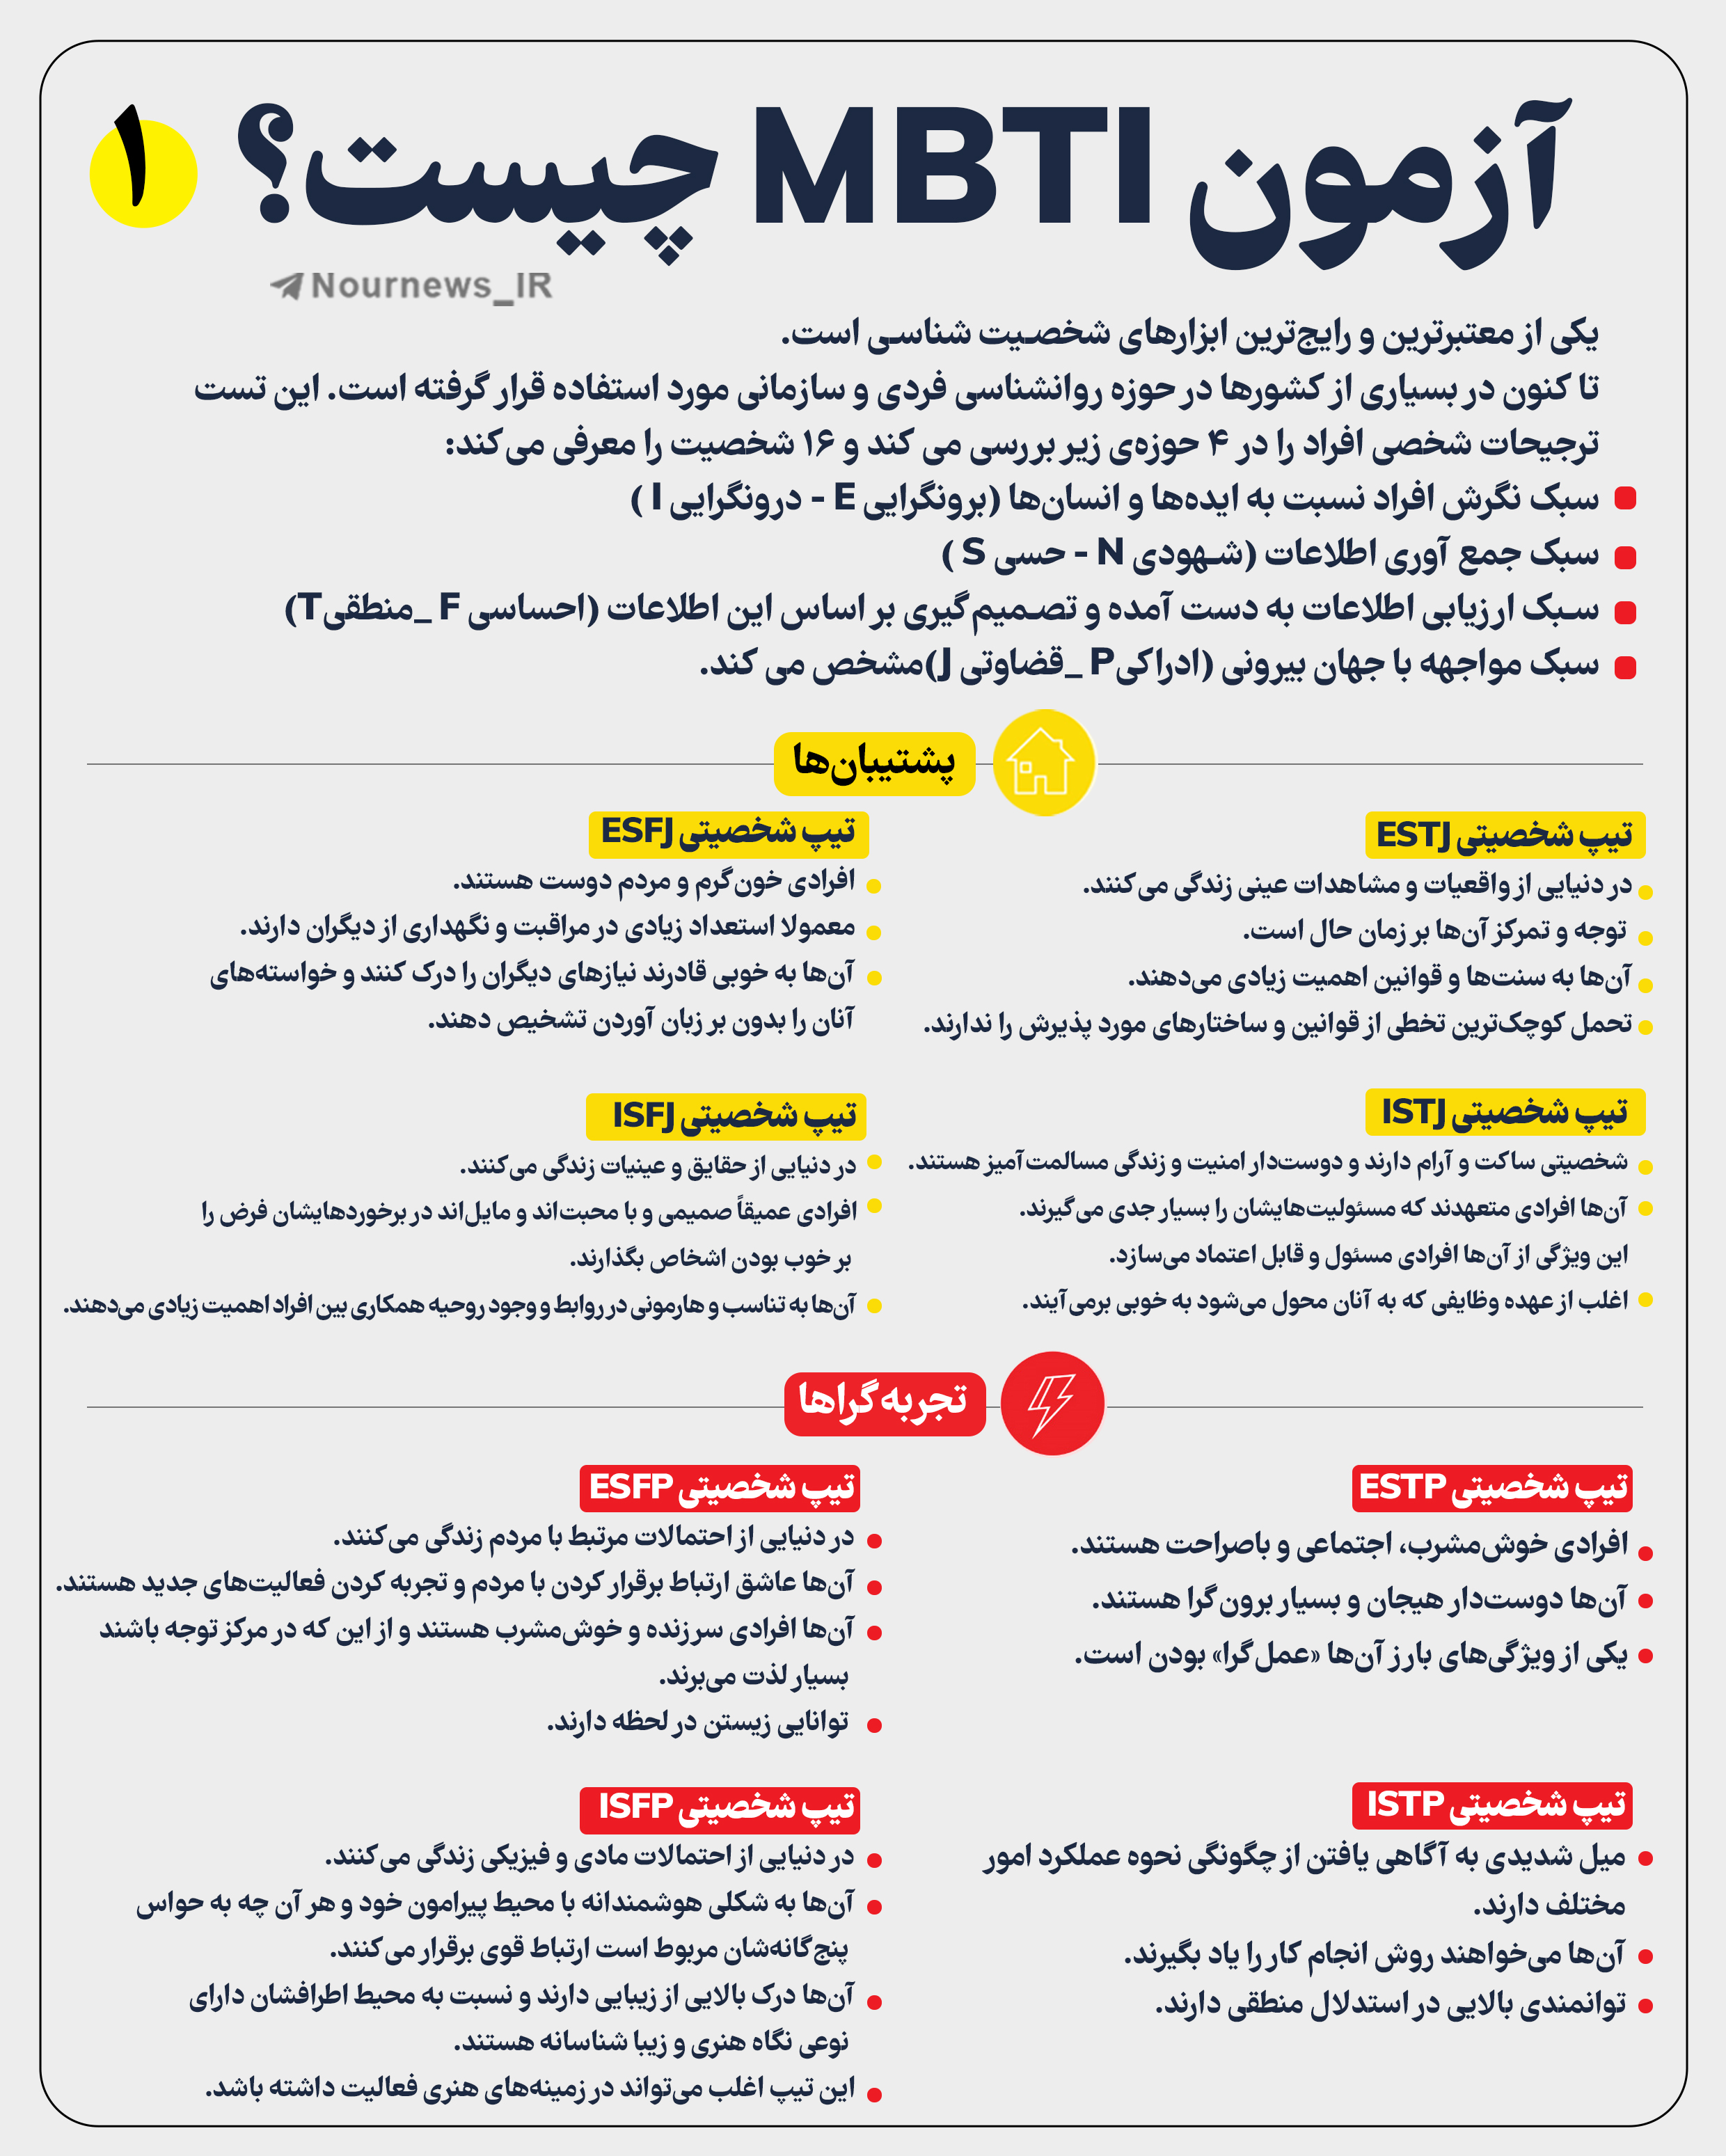 آزمون MBTI چیست؟ ۱
Nournews_IR
یکی از معتبرترین و رایج‌ترین ابزارهای شخصیت شناسی است.
تا کنون در بسیاری از کشورها در حوزه روانشناسی فردی و سازمانی مورد استفاده قرار گرفته است. این تست
ترجیحات شخصی افراد را در ۴ حوزه‌ی زیر بررسی می کند و ۱۶ شخصیت را معرفی می‌کند:
سبک نگرش افراد نسبت به ایده‌ها و انسان‌ها (برونگرایی E - درونگرایی I )
سبک جمع آوری اطلاعات (شهودی N - حسی S )
سبک ارزیابی اطلاعات به دست آمده و تصمیم‌گیری بر اساس این اطلاعات (احساسی F _منطقیT)
سبک مواجهه با جهان بیرونی (ادراکیP _قضاوتی J)مشخص می کند.
پشتیبان‌ها
تیپ شخصیتی ESTJ
در دنیایی از واقعیات و مشاهدات عینی زندگی می‌کنند.
توجه و تمرکز آن‌ها بر زمان حال است.
آن‌ها به سنت‌ها و قوانین اهمیت زیادی می‌دهند.
تحمل کوچک‌ترین تخطی از قوانین و ساختارهای مورد پذیرش را ندارند.
تیپ شخصیتی ESFJ
افرادی خون‌گرم و مردم دوست هستند.
معمولا استعداد زیادی در مراقبت و نگهداری از دیگران دارند.
آن‌ها به خوبی قادرند نیازهای دیگران را درک کنند و خواسته‌های
آنان را بدون بر زبان آوردن تشخیص دهند.
تیپ شخصیتی ISTJ
شخصیتی ساکت و آرام دارند و دوست‌دار امنیت و زندگی مسالمت‌آمیز هستند.
آن‌ها افرادی متعهدند که مسئولیت‌هایشان را بسیار جدی می‌گیرند.
این ویژگی از آن‌ها افرادی مسئول و قابل اعتماد می‌سازد.
اغلب از عهده وظایفی که به آنان محول می‌شود به خوبی برمی‌آیند.
تیپ شخصیتی ISFJ
در دنیایی از حقایق و عینیات زندگی می‌کنند.
افرادی عمیقاً صمیمی و با محبت‌اند و مایل‌اند در برخوردهایشان فرض را
بر خوب بودن اشخاص بگذارند.
آن‌ها به تناسب و هارمونی در روابط و وجود روحیه همکاری بین افراد اهمیت زیادی می‌دهند.
تجربه‌گراها
تیپ شخصیتی ESTP
افرادی خوش‌مشرب، اجتماعی و باصراحت هستند.
آن‌ها دوست‌دار هیجان و بسیار برون‌گرا هستند.
یکی از ویژگی‌های بارز آن‌ها «عمل‌گرا» بودن است.
تیپ شخصیتی ESFP
در دنیایی از احتمالات مرتبط با مردم زندگی می‌کنند.
آن‌ها عاشق ارتباط برقرار کردن با مردم و تجربه کردن فعالیت‌های جدید هستند.
آن‌ها افرادی سرزنده و خوش‌مشرب هستند و از این که در مرکز توجه باشند
بسیار لذت می‌برند.
توانایی زیستن در لحظه دارند.
تیپ شخصیتی ISTP
میل شدیدی به آگاهی یافتن از چگونگی نحوه عملکرد امور
مختلف دارند.
آن‌ها می‌خواهند روش انجام کار را یاد بگیرند.
توانمندی بالایی در استدلال منطقی دارند.
تیپ شخصیتی ISFP
در دنیایی از احتمالات مادی و فیزیکی زندگی می‌کنند.
آن‌ها به شکلی هوشمندانه با محیط پیرامون خود و هر آن چه به حواس
پنج‌گانه‌شان مربوط است ارتباط قوی برقرار می‌کنند.
آن‌ها درک بالایی از زیبایی دارند و نسبت به محیط اطرافشان دارای
نوعی نگاه هنری و زیبا شناسانه هستند.
این تیپ اغلب می‌تواند در زمینه‌های هنری فعالیت داشته باشد.